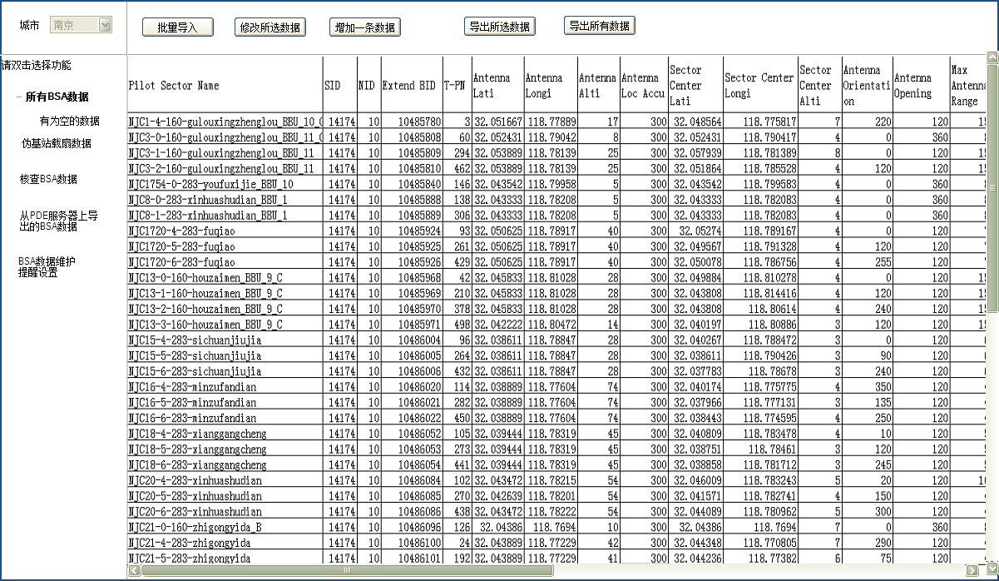 城市 南京 批量导入 修改所选数据 增加一条数据 导出所选数据 导出所有数据
请双击选择功能
所有BSA数据
有为空的数据
伪基站载扇数据
核查BSA数据
从PDE服务器上导
出的BSA数据
BSA数据维护
提醒设置
Pilot Sector Name SID NID Extend BID T-PN Antenna Lati Antenna Longi Antenna Alti Antenna Loc Accu Sector Center Lati Sector Center Longi Sector Center Alti Antenna Orientation Antenna Opening Max Antenna Range
NJC1-4-160-gulouxingzhenglou_BBU_10_ 14174 10 10485780 3 32.051667 118.77889 17 300 32.048564 118.775817 7 220 120
NJC3-0-160-gulouxingzhenglou_BBU_11_ 14174 10 10485808 60 32.052431 118.79042 8 300 32.052431 118.790417 4 0 360
NJC3-1-160-gulouxingzhenglou_BBU_11 14174 10 10485809 294 32.053889 118.78139 25 300 32.057939 118.781389 8 0 120
NJC3-2-160-gulouxingzhenglou_BBU_11 14174 10 10485810 462 32.053889 118.78139 25 300 32.051864 118.785528 4 120 120
NJC1754-0-283-youfuxijie_BBU_10 14174 10 10485840 146 32.043542 118.79958 5 300 32.043542 118.799583 4 0 360
NJC8-0-283-xinhuashudian_BBU_1 14174 10 10485888 138 32.043333 118.78208 5 300 32.043333 118.782083 4 0 360
NJC8-1-283-xinhuashudian_BBU_1 14174 10 10485889 306 32.043333 118.78208 5 300 32.043333 118.782083 4 0 360
NJC1720-4-283-fuqiao 14174 10 10485924 93 32.050625 118.78917 40 300 32.05274 118.789167 4 0 120
NJC1720-5-283-fuqiao 14174 10 10485925 261 32.050625 118.78917 40 300 32.049567 118.791328 4 120 120
NJC1720-6-283-fuqiao 14174 10 10485926 429 32.050625 118.78917 40 300 32.050078 118.786756 4 255 120
NJC13-0-160-houzaimen_BBU_9_C 14174 10 10485968 42 32.045833 118.81028 28 300 32.049884 118.810278 4 0 120
NJC13-1-160-houzaimen_BBU_9_C 14174 10 10485969 210 32.045833 118.81028 28 300 32.043808 118.814416 4 120 120
NJC13-2-160-houzaimen_BBU_9_C 14174 10 10485970 378 32.045833 118.81028 28 300 32.043808 118.80614 4 240 120
NJC13-3-160-houzaimen_BBU_9_C 14174 10 10485971 498 32.042222 118.80472 14 300 32.040197 118.80886 3 120 120
NJC15-4-283-sichuanjiujia 14174 10 10486004 96 32.038611 118.78847 28 300 32.040267 118.788472 3 0 120
NJC15-5-283-sichuanjiujia 14174 10 10486005 264 32.038611 118.78847 28 300 32.038611 118.790426 3 90 120
NJC15-6-283-sichuanjiujia 14174 10 10486006 432 32.038611 118.78847 28 300 32.037783 118.78678 3 240 120
NJC16-4-283-minzufandian 14174 10 10486020 114 32.038889 118.77604 74 300 32.040174 118.775775 4 350 120
NJC16-5-283-minzufandian 14174 10 10486021 282 32.038889 118.77604 74 300 32.037966 118.777131 3 135 120
NJC16-6-283-minzufandian 14174 10 10486022 450 32.038889 118.77604 74 300 32.038443 118.774595 4 250 120
NJC18-4-283-xianggangcheng 14174 10 10486052 105 32.039444 118.78319 45 300 32.040809 118.783478 4 10 120
NJC18-5-283-xianggangcheng 14174 10 10486053 273 32.039444 118.78319 45 300 32.038751 118.78461 3 120 120
NJC18-6-283-xianggangcheng 14174 10 10486054 441 32.039444 118.78319 45 300 32.038858 118.781712 3 245 120
NJC20-4-283-xinhuashudian 14174 10 10486084 102 32.043472 118.78215 54 300 32.046009 118.783243 5 20 120
NJC20-5-283-xinhuashudian 14174 10 10486085 270 32.042639 118.78201 54 300 32.041571 118.782741 4 150 120
NJC20-6-283-xinhuashudian 14174 10 10486086 438 32.043472 118.78222 54 300 32.044089 118.780962 5 300 120
NJC21-0-160-zhigongyida_B 14174 10 10486096 126 32.04386 118.7694 10 300 32.04386 118.7694 7 0 360
NJC21-4-283-zhigongyida 14174 10 10486100 24 32.043889 118.77229 42 300 32.044348 118.770805 7 290 120
NJC21-5-283-zhigongyida 14174 10 10486101 192 32.043889 118.77229 41 300 32.044236 118.77382 6 75 120